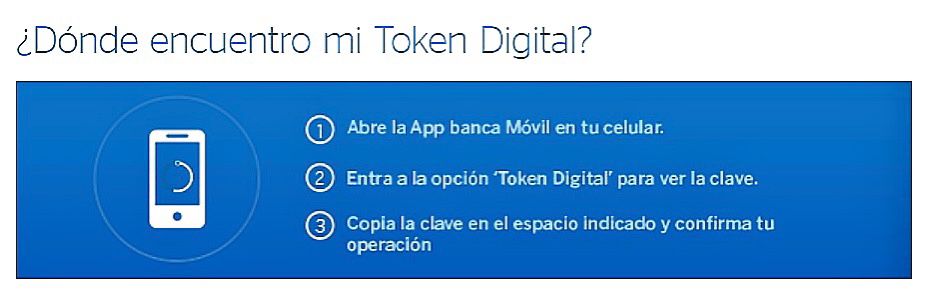 ¿Dónde encuentro mi Token Digital?
1 Abre la App banca Móvil en tu celular.
2 Entra a la opción ‘Token Digital’ para ver la clave.
3 Copia la clave en el espacio indicado y confirma tu
operación